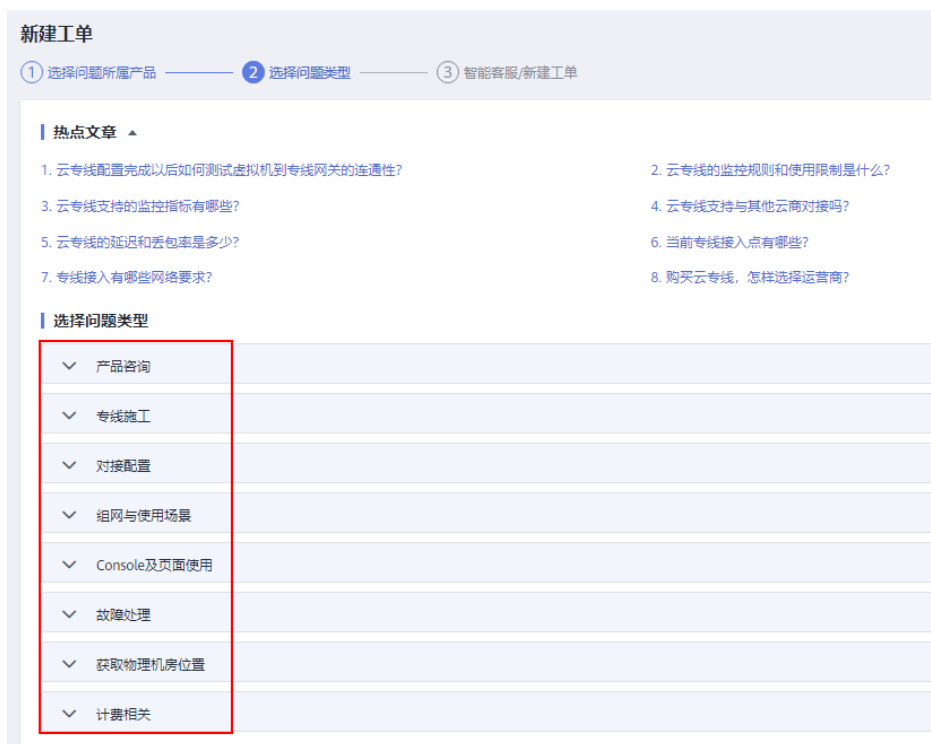 新建工单
1 选择问题所属产品 2 选择问题类型 3 智能客服/新建工单
热点文章
1. 云专线配置完成以后如何测试虚拟机到专线网关的连通性? 2. 云专线的监控规则和使用限制是什么?
3. 云专线支持的监控指标有哪些? 4. 云专线支持与其他云商对接吗?
5. 云专线的延迟和丢包率是多少? 6. 当前专线接入点有哪些?
7. 专线接入有哪些网络要求? 8. 购买云专线，怎样选择运营商?
选择问题类型
产品咨询
专线施工
对接配置
组网与使用场景
Console及页面使用
故障处理
获取物理机房位置
计费相关